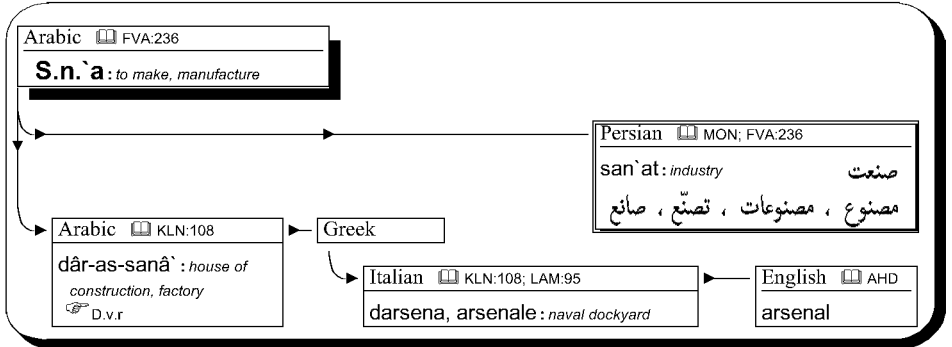 Arabic FVA:236
S.n.`a: to make, manufacture
Persian MON; FVA:236
san`at: industry صنعت
مصنوع ، مصنوعات ، تصنّع ، صانع
Arabic KLN:108
dâr-as-sanâ`: house of
construction, factory
D.v.r
Greek
Italian KLN:108; LAM:95
darsena, arsenale: naval dockyard
English AHD
arsenal